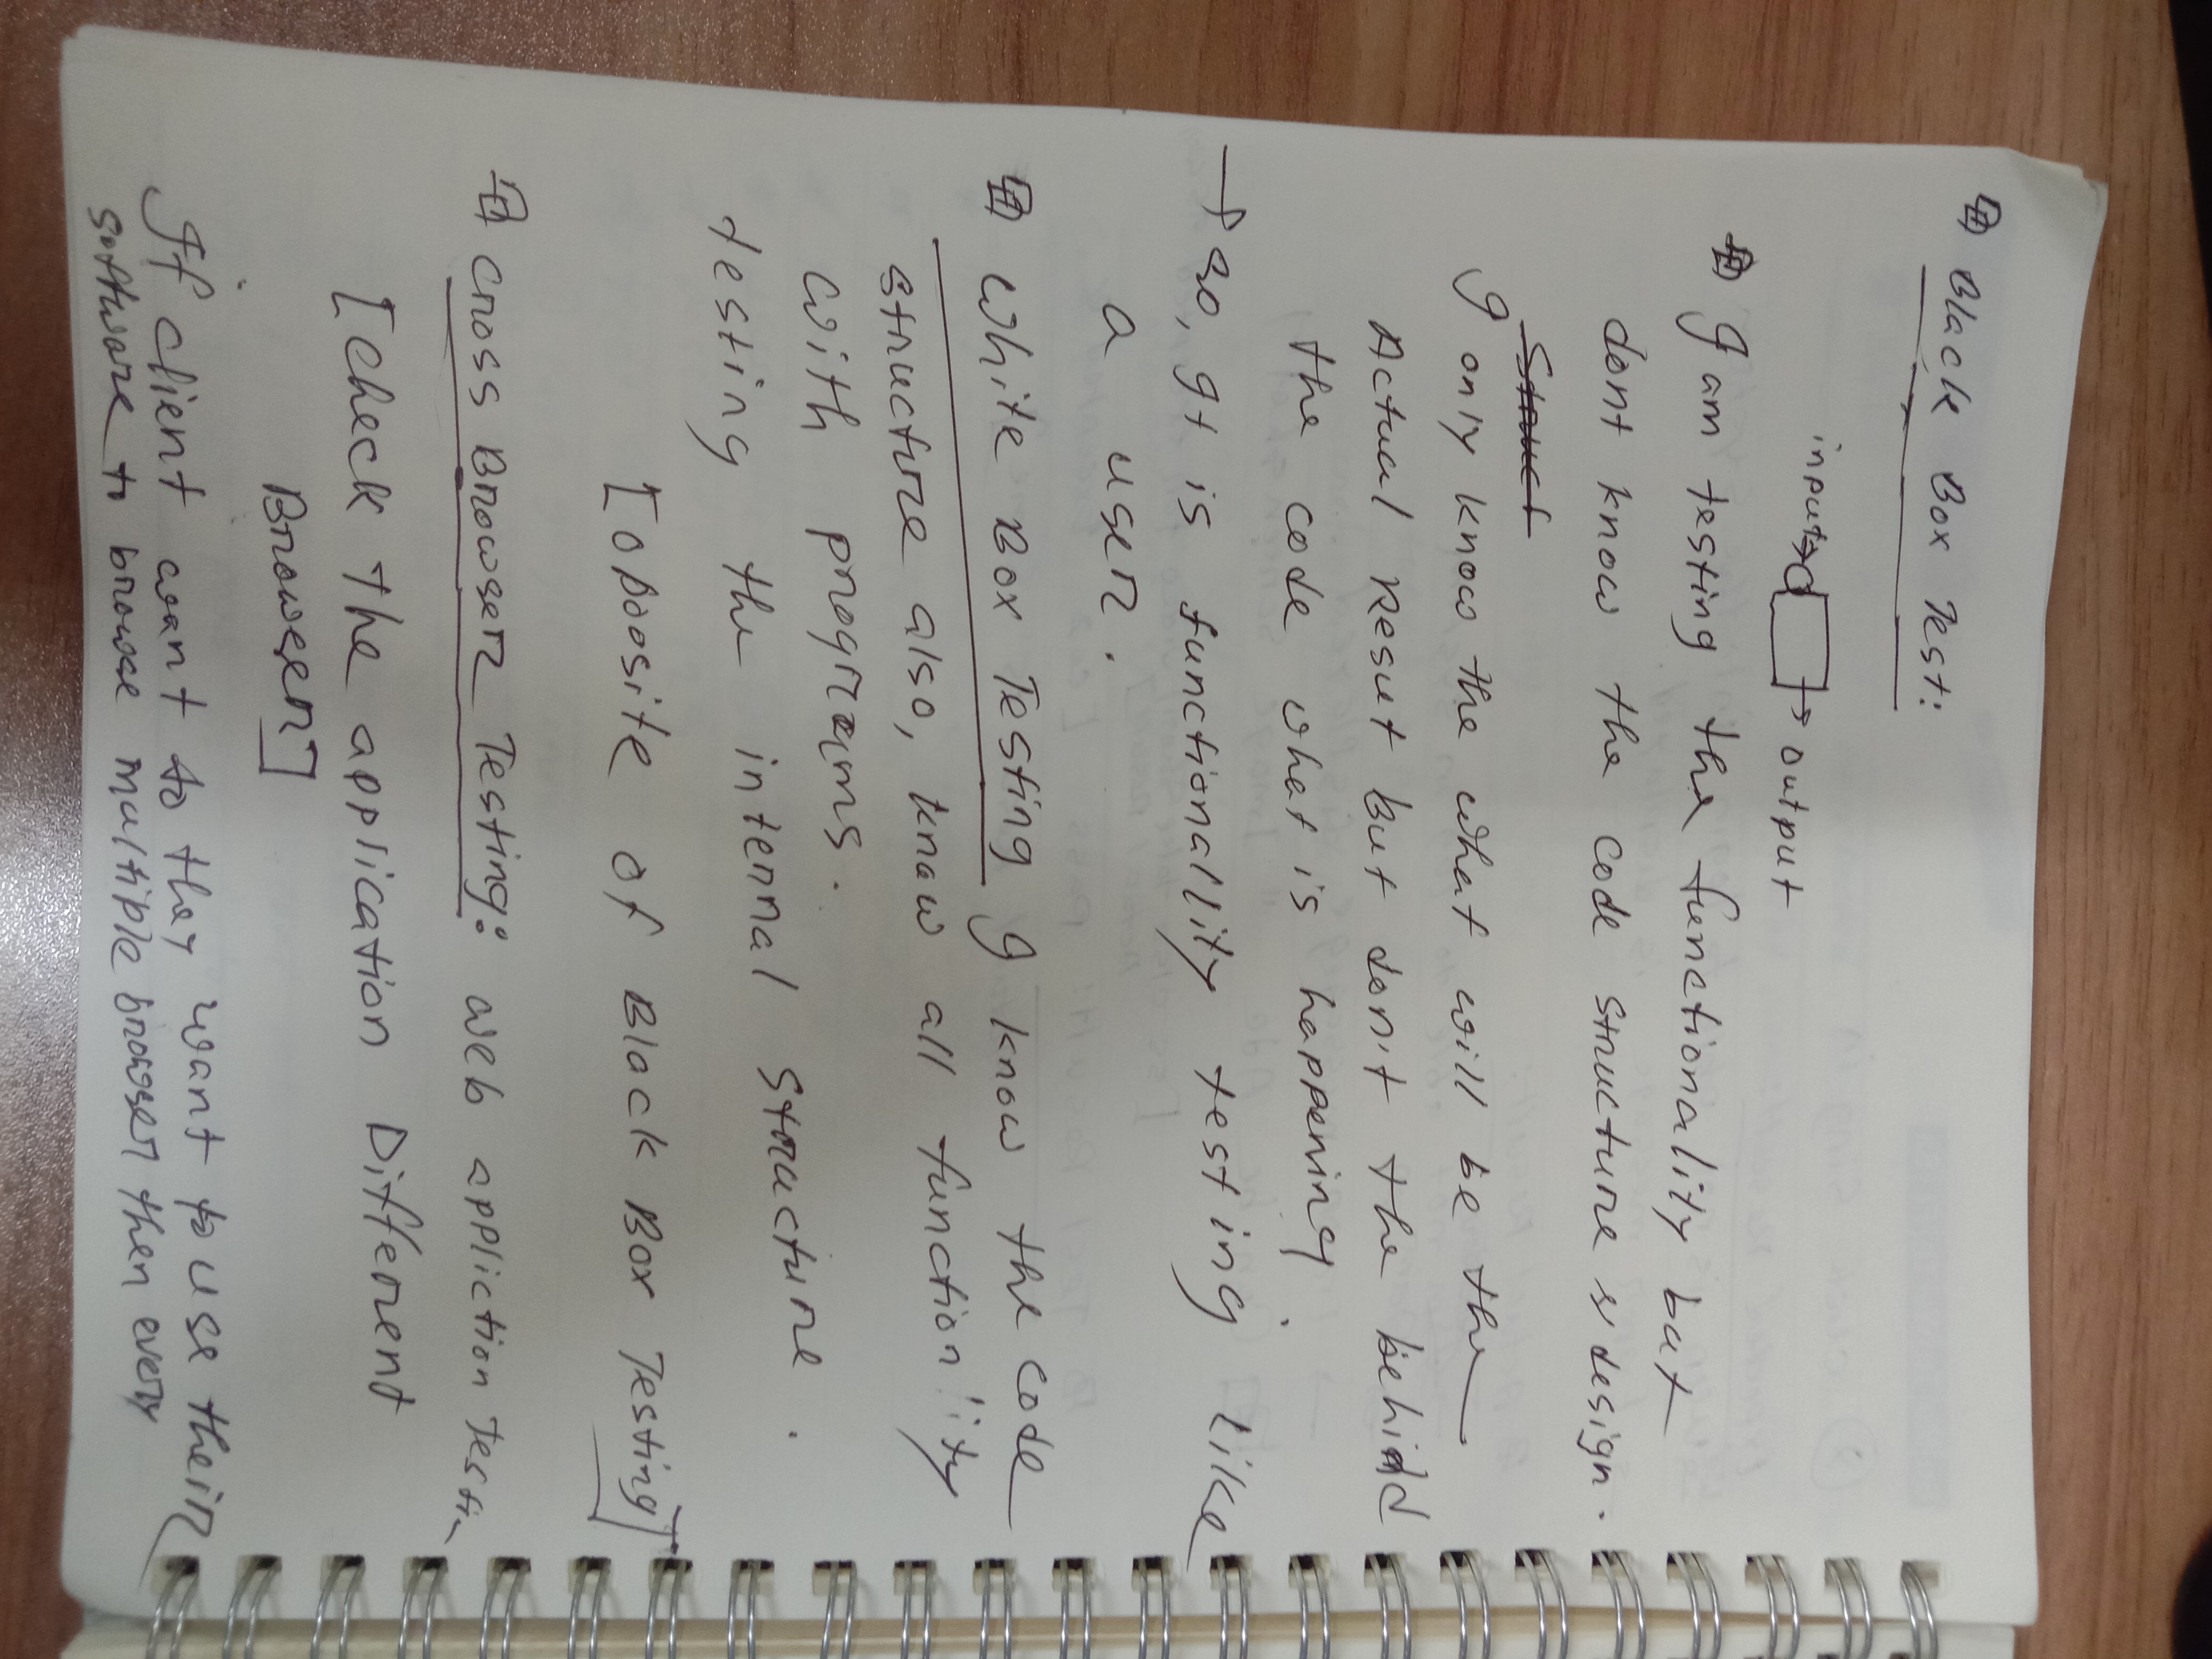 Black Box Test:
input → output
I am testing the functionality but
dont know the code structure & design.
Struct
I only know the what will be the
Actual Resut But don't the behind
the code what is happening.
→ so, It is functionallity testing like
a user.
White Box Testing I know the code
structure also, know all function'ity
with programs.
testing the internal structure.
[opposite of Black Box Testing]
Cross Browser Testing: web appliction Testin
[check the application Different
Browser]
If client want to they want to use their
software to browse multiple browser then every